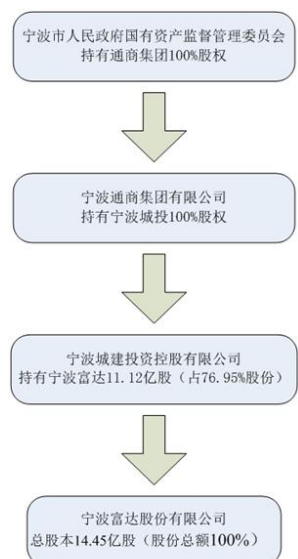 宁波市人民政府国有资产监督管理委员会
持有通商集团100%股权
宁波通商集团有限公司
持有宁波城投100%股权
宁波城建投资控股有限公司
持有宁波富达11.12亿股（占76.95%股份）
宁波富达股份有限公司
总股本14.45亿股（股份总额100%）